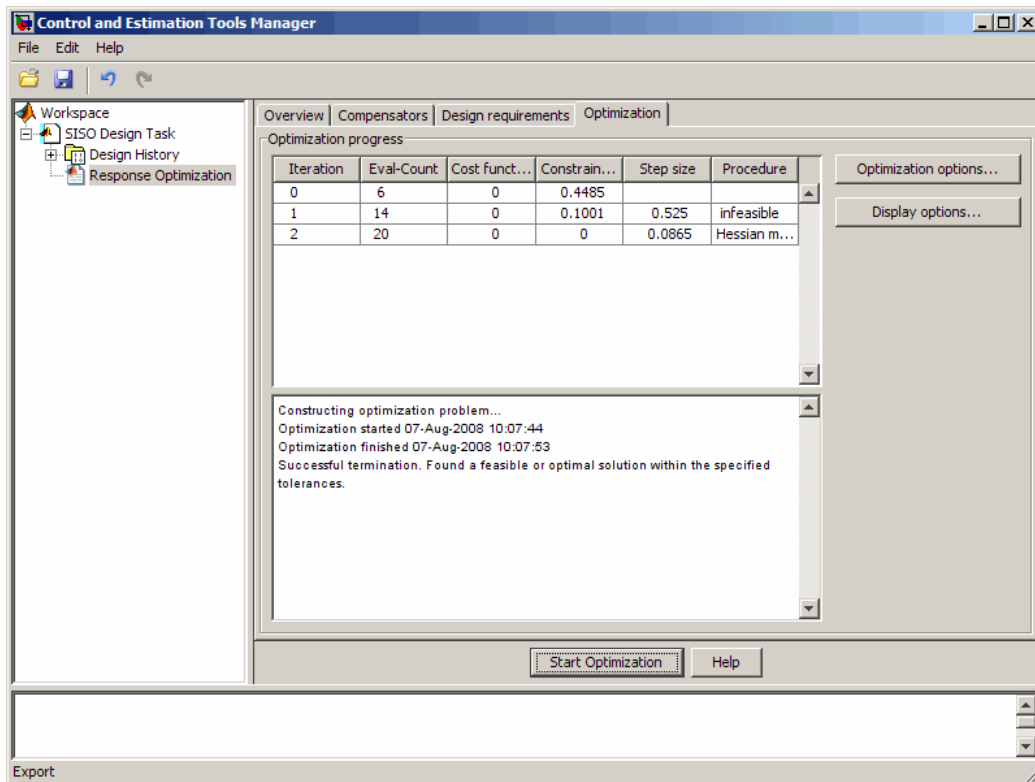 Control and Estimation Tools Manager
File Edit Help
Workspace
SISO Design Task
Design History
Response Optimization
Overview Compensators Design requirements Optimization
Optimization progress
Iteration Eval-Count Cost funct... Constrain... Step size Procedure
0 6 0 0.4485
1 14 0 0.1001 0.525 infeasible
2 20 0 0 0.0865 Hessian m...
Optimization options...
Display options...
Constructing optimization problem...
Optimization started 07-Aug-2008 10:07:44
Optimization finished 07-Aug-2008 10:07:53
Successful termination. Found a feasible or optimal solution within the specified
tolerances.
Start Optimization Help
Export